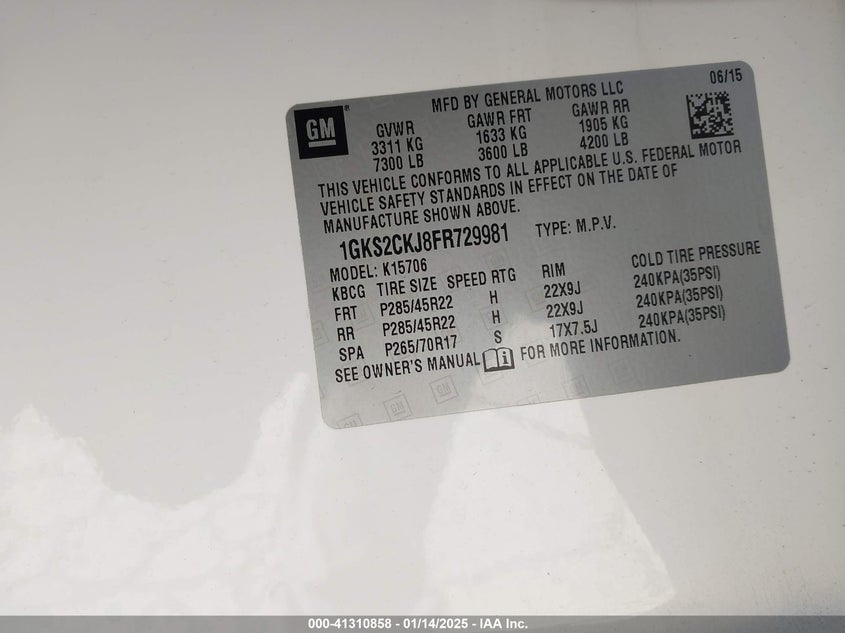 06/15
MFD BY GENERAL MOTORS LLC
GM®
GVWR GAWR FRT GAWR RR
3311 KG 1633 KG 1905 KG
7300 LB 3600 LB 4200 LB
THIS VEHICLE CONFORMS TO ALL APPLICABLE U.S. FEDERAL MOTOR
VEHICLE SAFETY STANDARDS IN EFFECT ON THE DATE OF
MANUFACTURE SHOWN ABOVE.
1GKS2CKJ8FR729981 TYPE: M.P.V.
MODEL: K15706
KBCG TIRE SIZE SPEED RTG RIM COLD TIRE PRESSURE
FRT P285/45R22 H 22X9J 240KPA(35PSI)
RR P285/45R22 H 22X9J 240KPA(35PSI)
SPA P265/70R17 S 17X7.5J 240KPA(35PSI)
SEE OWNER'S MANUAL FOR MORE INFORMATION.
GM GM
000-41310858 - 01/14/2025 - IAA Inc.